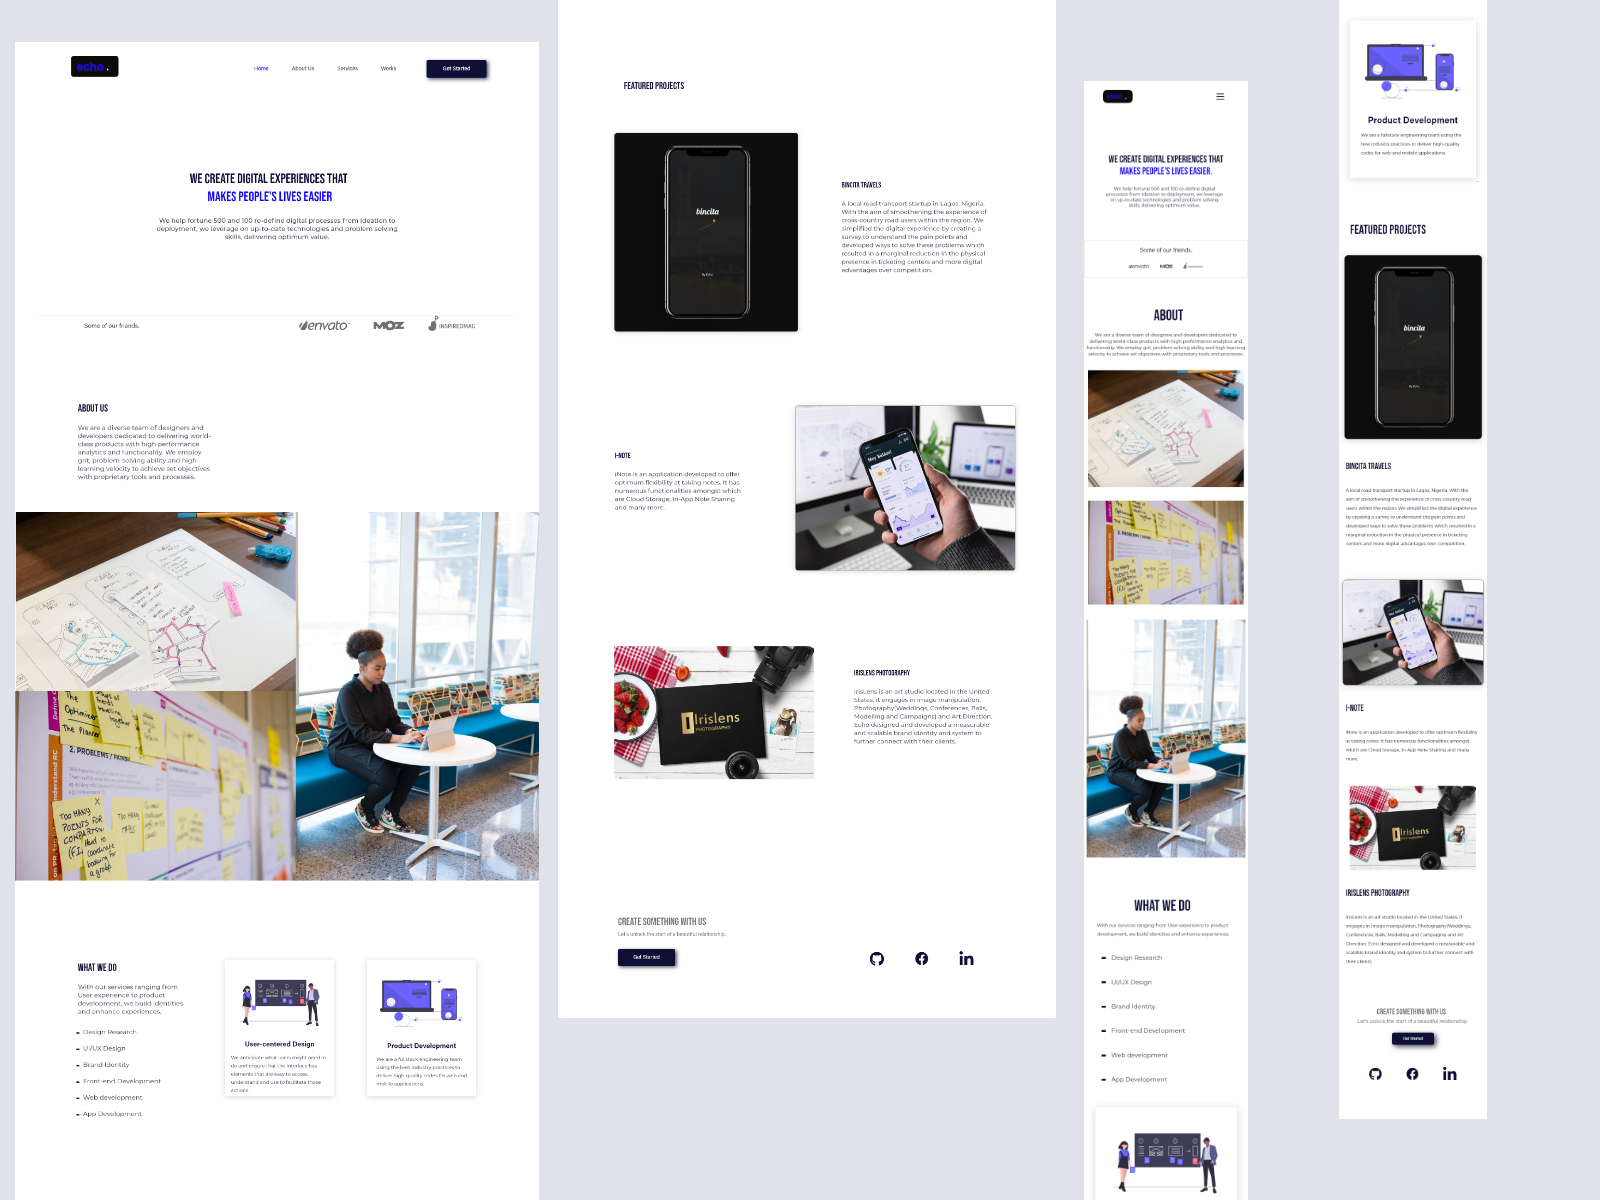 echo.
Home
About Us
Services
Works
Get Started
WE CREATE DIGITAL EXPERIENCES THAT
MAKES PEOPLE'S LIVES EASIER
We help fortune 500 and 100 re-define digital processes from Ideation to
deployment, we leverage on up-to-date technologies and problem solving
skills, delivering optimum value.
Some of our friends.
envato
MOZ
INSPIREDMAG
ABOUT US
We are a diverse team of designers and
developers dedicated to delivering world-
class products with high performance
analytics and functionality. We employ
grit, problem-solving ability and high
learning velocity to achieve set objectives
with proprietary tools and processes.
2. PROBLEMS / PAINS
TOO MANY
POINTS FOR
WHAT WE DO
With our services ranging from
User experience to product
development, we build identities
and enhance experiences.
- Design Research
- UI/UX Design
- Brand Identity
- Front-end Development
- Web development
- App Development
User-centered Design
We anticipate what users might need to
do and ensure that the interface has
elements that are easy to access,
understand and use to facilitate those
actions.
Product Development
We are a full stack engineering team
using the best industry practices to
deliver high-quality codes for web and
mobile applications.
FEATURED PROJECTS
bincita
By Echo
BINCITA TRAVELS
A local road transport startup in Lagos, Nigeria.
With the aim of smoothening the experience of
cross-country road users within the region. We
simplified the digital experience by creating a
survey to understand the pain points and
developed ways to solve these problems which
resulted in a marginal reduction in the physical
presence in ticketing centers and more digital
advantages over competition.
I-NOTE
iNote is an application developed to offer
optimum flexibility at taking notes. It has
numerous functionalities amongst which
are Cloud Storage, In-App Note Sharing
and many more.
Irislens
PHOTOGRAPHY
IRISLENS PHOTOGRAPHY
IrisLens is an art studio located in the United
States, it engages in Image manipulation,
Photography(Weddings, Conferences, Balls,
Modelling and Campaigns) and Art Direction.
Echo designed and developed a measurable
and scalable brand identity and system to
further connect with their clients.
CREATE SOMETHING WITH US
Let's unlock the start of a beautiful relationship.
Get Started
echo.
WE CREATE DIGITAL EXPERIENCES THAT
MAKES PEOPLE'S LIVES EASIER.
We help fortune 500 and 100 re-define digital
processes from Ideation to deployment, we leverage
on up-to-date technologies and problem solving
skills, delivering optimum value.
Some of our friends.
envato
MOZ
ABOUT
We are a diverse team of designers and developers dedicated to
delivering world-class products with high performance analytics and
functionality. We employ grit, problem-solving ability and high learning
velocity to achieve set objectives with proprietary tools and processes.
WHAT WE DO
With our services ranging from User experience to product
development, we build identities and enhance experiences.
- Design Research
- UI/UX Design
- Brand Identity
- Front-end Development
- Web development
- App Development
Product Development
We are a fullstack engineering team using the
best industry practices to deliver high-quality
codes for web and mobile applications.
FEATURED PROJECTS
bincita
By Echo
BINCITA TRAVELS
A local road transport startup in Lagos, Nigeria. With the
aim of smoothening the experience of cross-country road
users within the region. We simplified the digital experience
by creating a survey to understand the pain points and
developed ways to solve these problems which resulted in a
marginal reduction in the physical presence in ticketing
centers and more digital advantages over competition.
I-NOTE
iNote is an application developed to offer optimum flexibility
at taking notes. It has numerous functionalities amongst
which are Cloud Storage, In-App Note Sharing and many
more.
Irislens
PHOTOGRAPHY
IRISLENS PHOTOGRAPHY
IrisLens is an art studio located in the United States, it
engages in Image manipulation, Photography(Weddings,
Conferences, Balls, Modelling and Campaigns) and Art
Direction. Echo designed and developed a measurable and
scalable brand identity and system to further connect with
their clients.
CREATE SOMETHING WITH US
Let's unlock the start of a beautiful relationship.
Get Started